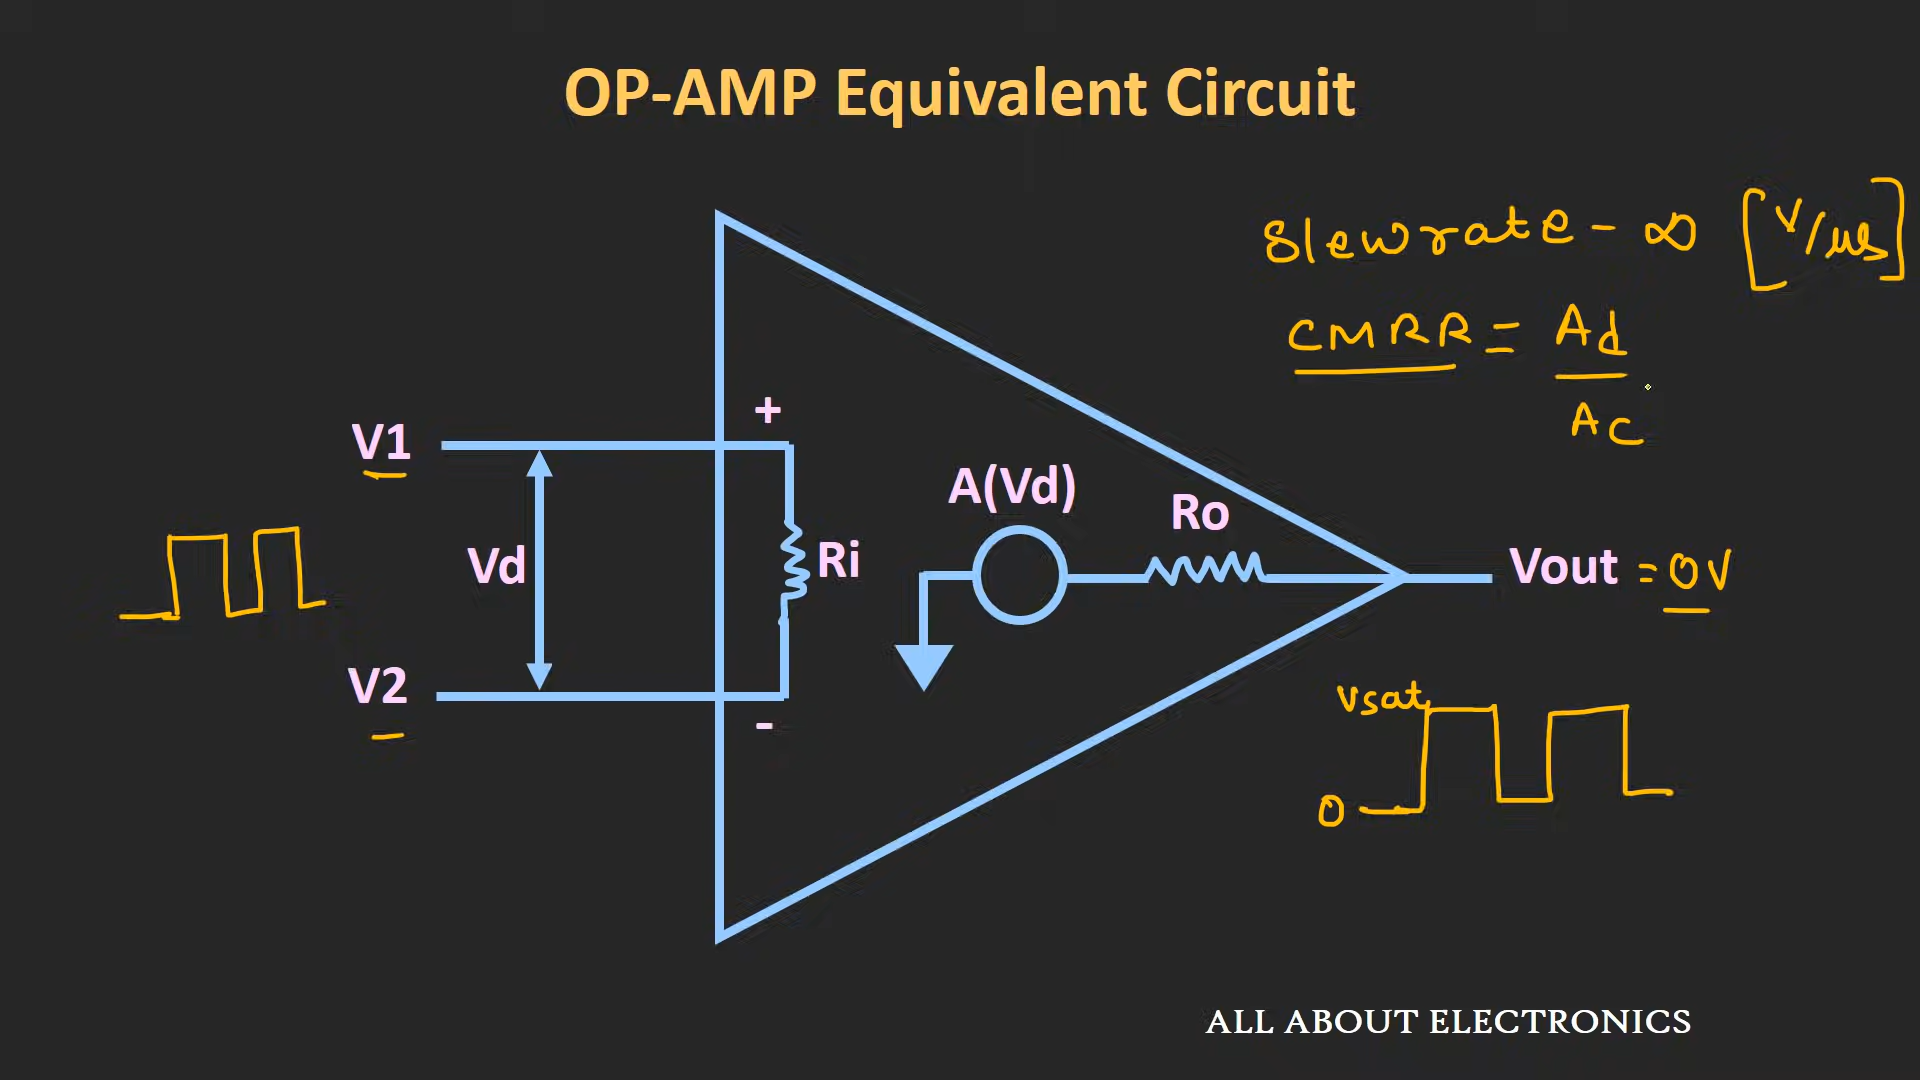 OP-AMP Equivalent Circuit
Slewrate - ∞ [V/μs]
CMRR = Ad
Ac
+
V1
A(Vd)
Ro
Vd
Ri
Vout = 0V
V2
-
Vsat
0
ALL ABOUT ELECTRONICS